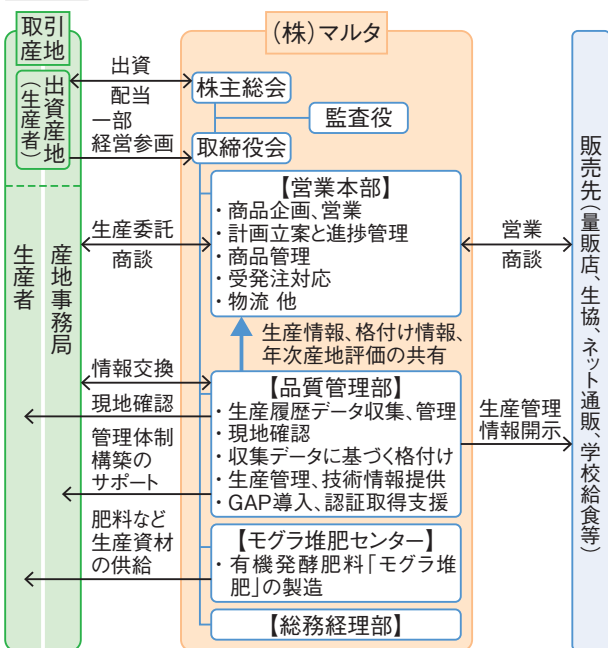 取引
産地
出資産地
(生産者)
生産者
産地事務局
出資
配当
一部
経営参画
生産委託
商談
情報交換
現地確認
管理体制
構築の
サポート
肥料など
生産資材
の供給
(株)マルタ
株主総会
監査役
取締役会
【営業本部】
・商品企画、営業
・計画立案と進捗管理
・商品管理
・受発注対応
・物流 他
生産情報、格付け情報、
年次産地評価の共有
【品質管理部】
・生産履歴データ収集、管理
・現地確認
・収集データに基づく格付け
・生産管理、技術情報提供
・GAP導入、認証取得支援
【モグラ堆肥センター】
・有機発酵肥料「モグラ堆
肥」の製造
【総務経理部】
営業
商談
生産管理
情報開示
販売先(量販店、生協、ネット通販、学校給食等)